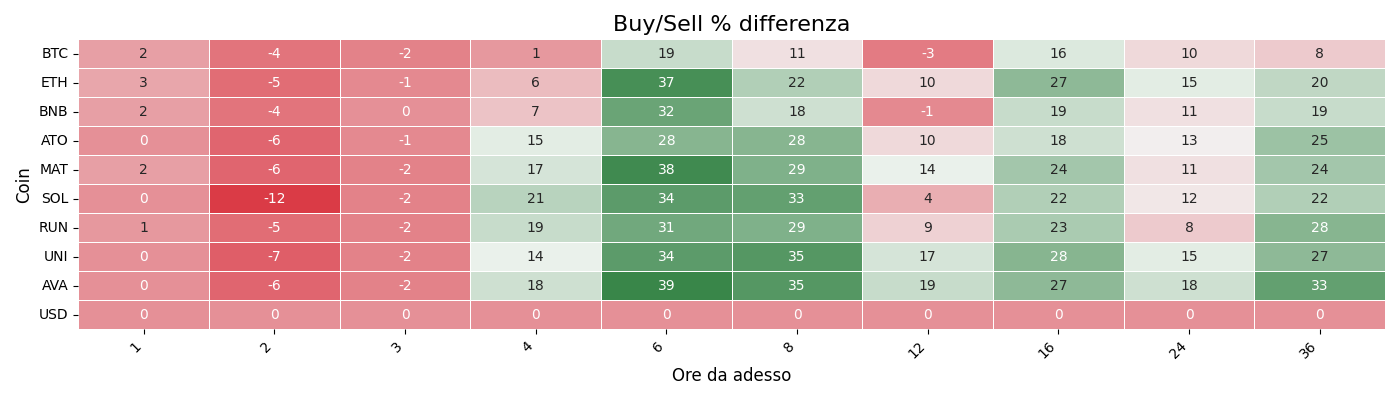 Buy/Sell % differenza
Coin
BTC 2 -4 -2 1 19 11 -3 16 10 8
ETH 3 -5 -1 6 37 22 10 27 15 20
BNB 2 -4 0 7 32 18 -1 19 11 19
ATO 0 -6 -1 15 28 28 10 18 13 25
MAT 2 -6 -2 17 38 29 14 24 11 24
SOL 0 -12 -2 21 34 33 4 22 12 22
RUN 1 -5 -2 19 31 29 9 23 8 28
UNI 0 -7 -2 14 34 35 17 28 15 27
AVA 0 -6 -2 18 39 35 19 27 18 33
USD 0 0 0 0 0 0 0 0 0 0
1 2 3 4 6 8 12 16 24 36
Ore da adesso